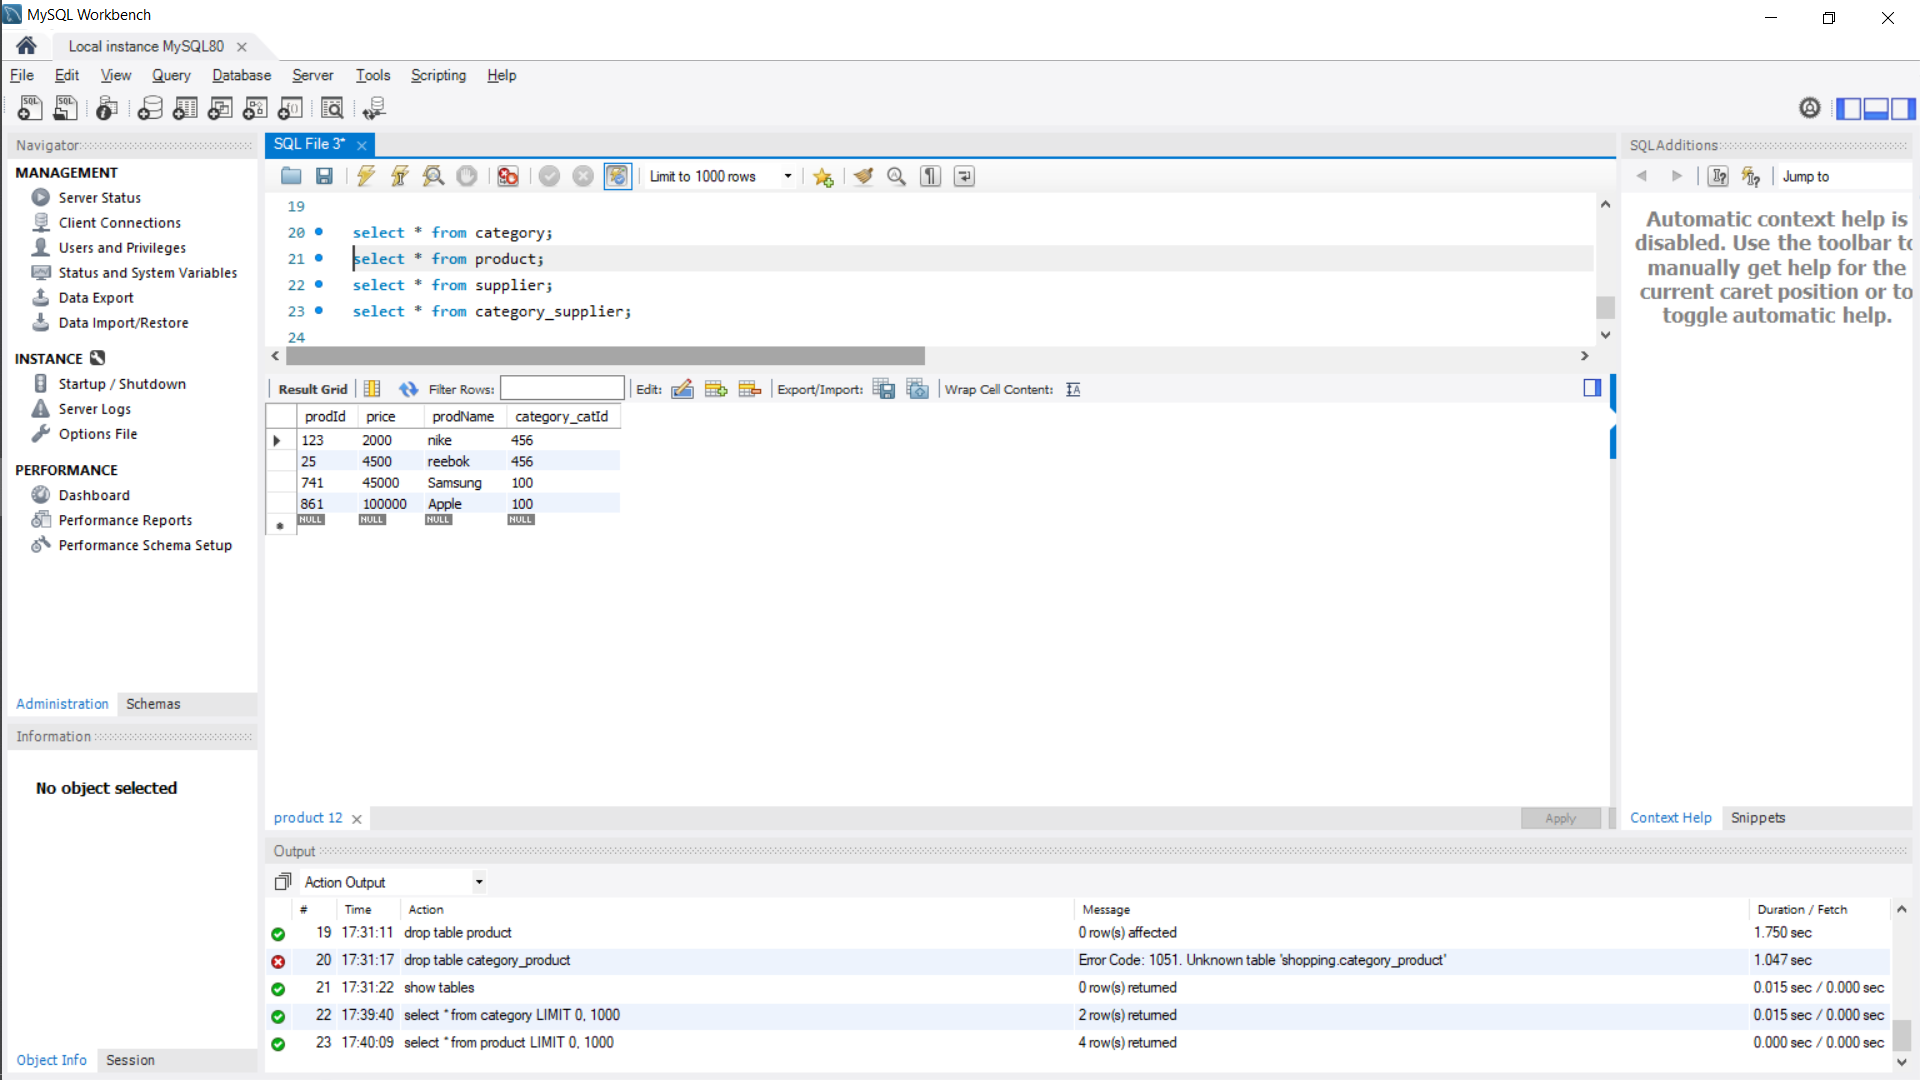 MySQL Workbench
Local instance MySQL80
File Edit View Query Database Server Tools Scripting Help
Navigator
MANAGEMENT
Server Status
Client Connections
Users and Privileges
Status and System Variables
Data Export
Data Import/Restore
INSTANCE
Startup / Shutdown
Server Logs
Options File
PERFORMANCE
Dashboard
Performance Reports
Performance Schema Setup
Administration Schemas
Information
No object selected
Object Info Session
SQL File 3*
Limit to 1000 rows
19
20 select * from category;
21 select * from product;
22 select * from supplier;
23 select * from category_supplier;
24
Result Grid Filter Rows: Edit: Export/Import: Wrap Cell Content:
prodId price prodName category_catId
123 2000 nike 456
25 4500 reebok 456
741 45000 Samsung 100
861 100000 Apple 100
NULL NULL NULL NULL
product 12 Apply
SQLAdditions
Jump to
Automatic context help is
disabled. Use the toolbar to
manually get help for the
current caret position or to
toggle automatic help.
Context Help Snippets
Output
Action Output
# Time Action Message Duration / Fetch
19 17:31:11 drop table product 0 row(s) affected 1.750 sec
20 17:31:17 drop table category_product Error Code: 1051. Unknown table 'shopping.category_product' 1.047 sec
21 17:31:22 show tables 0 row(s) returned 0.015 sec / 0.000 sec
22 17:39:40 select * from category LIMIT 0, 1000 2 row(s) returned 0.015 sec / 0.000 sec
23 17:40:09 select * from product LIMIT 0, 1000 4 row(s) returned 0.000 sec / 0.000 sec